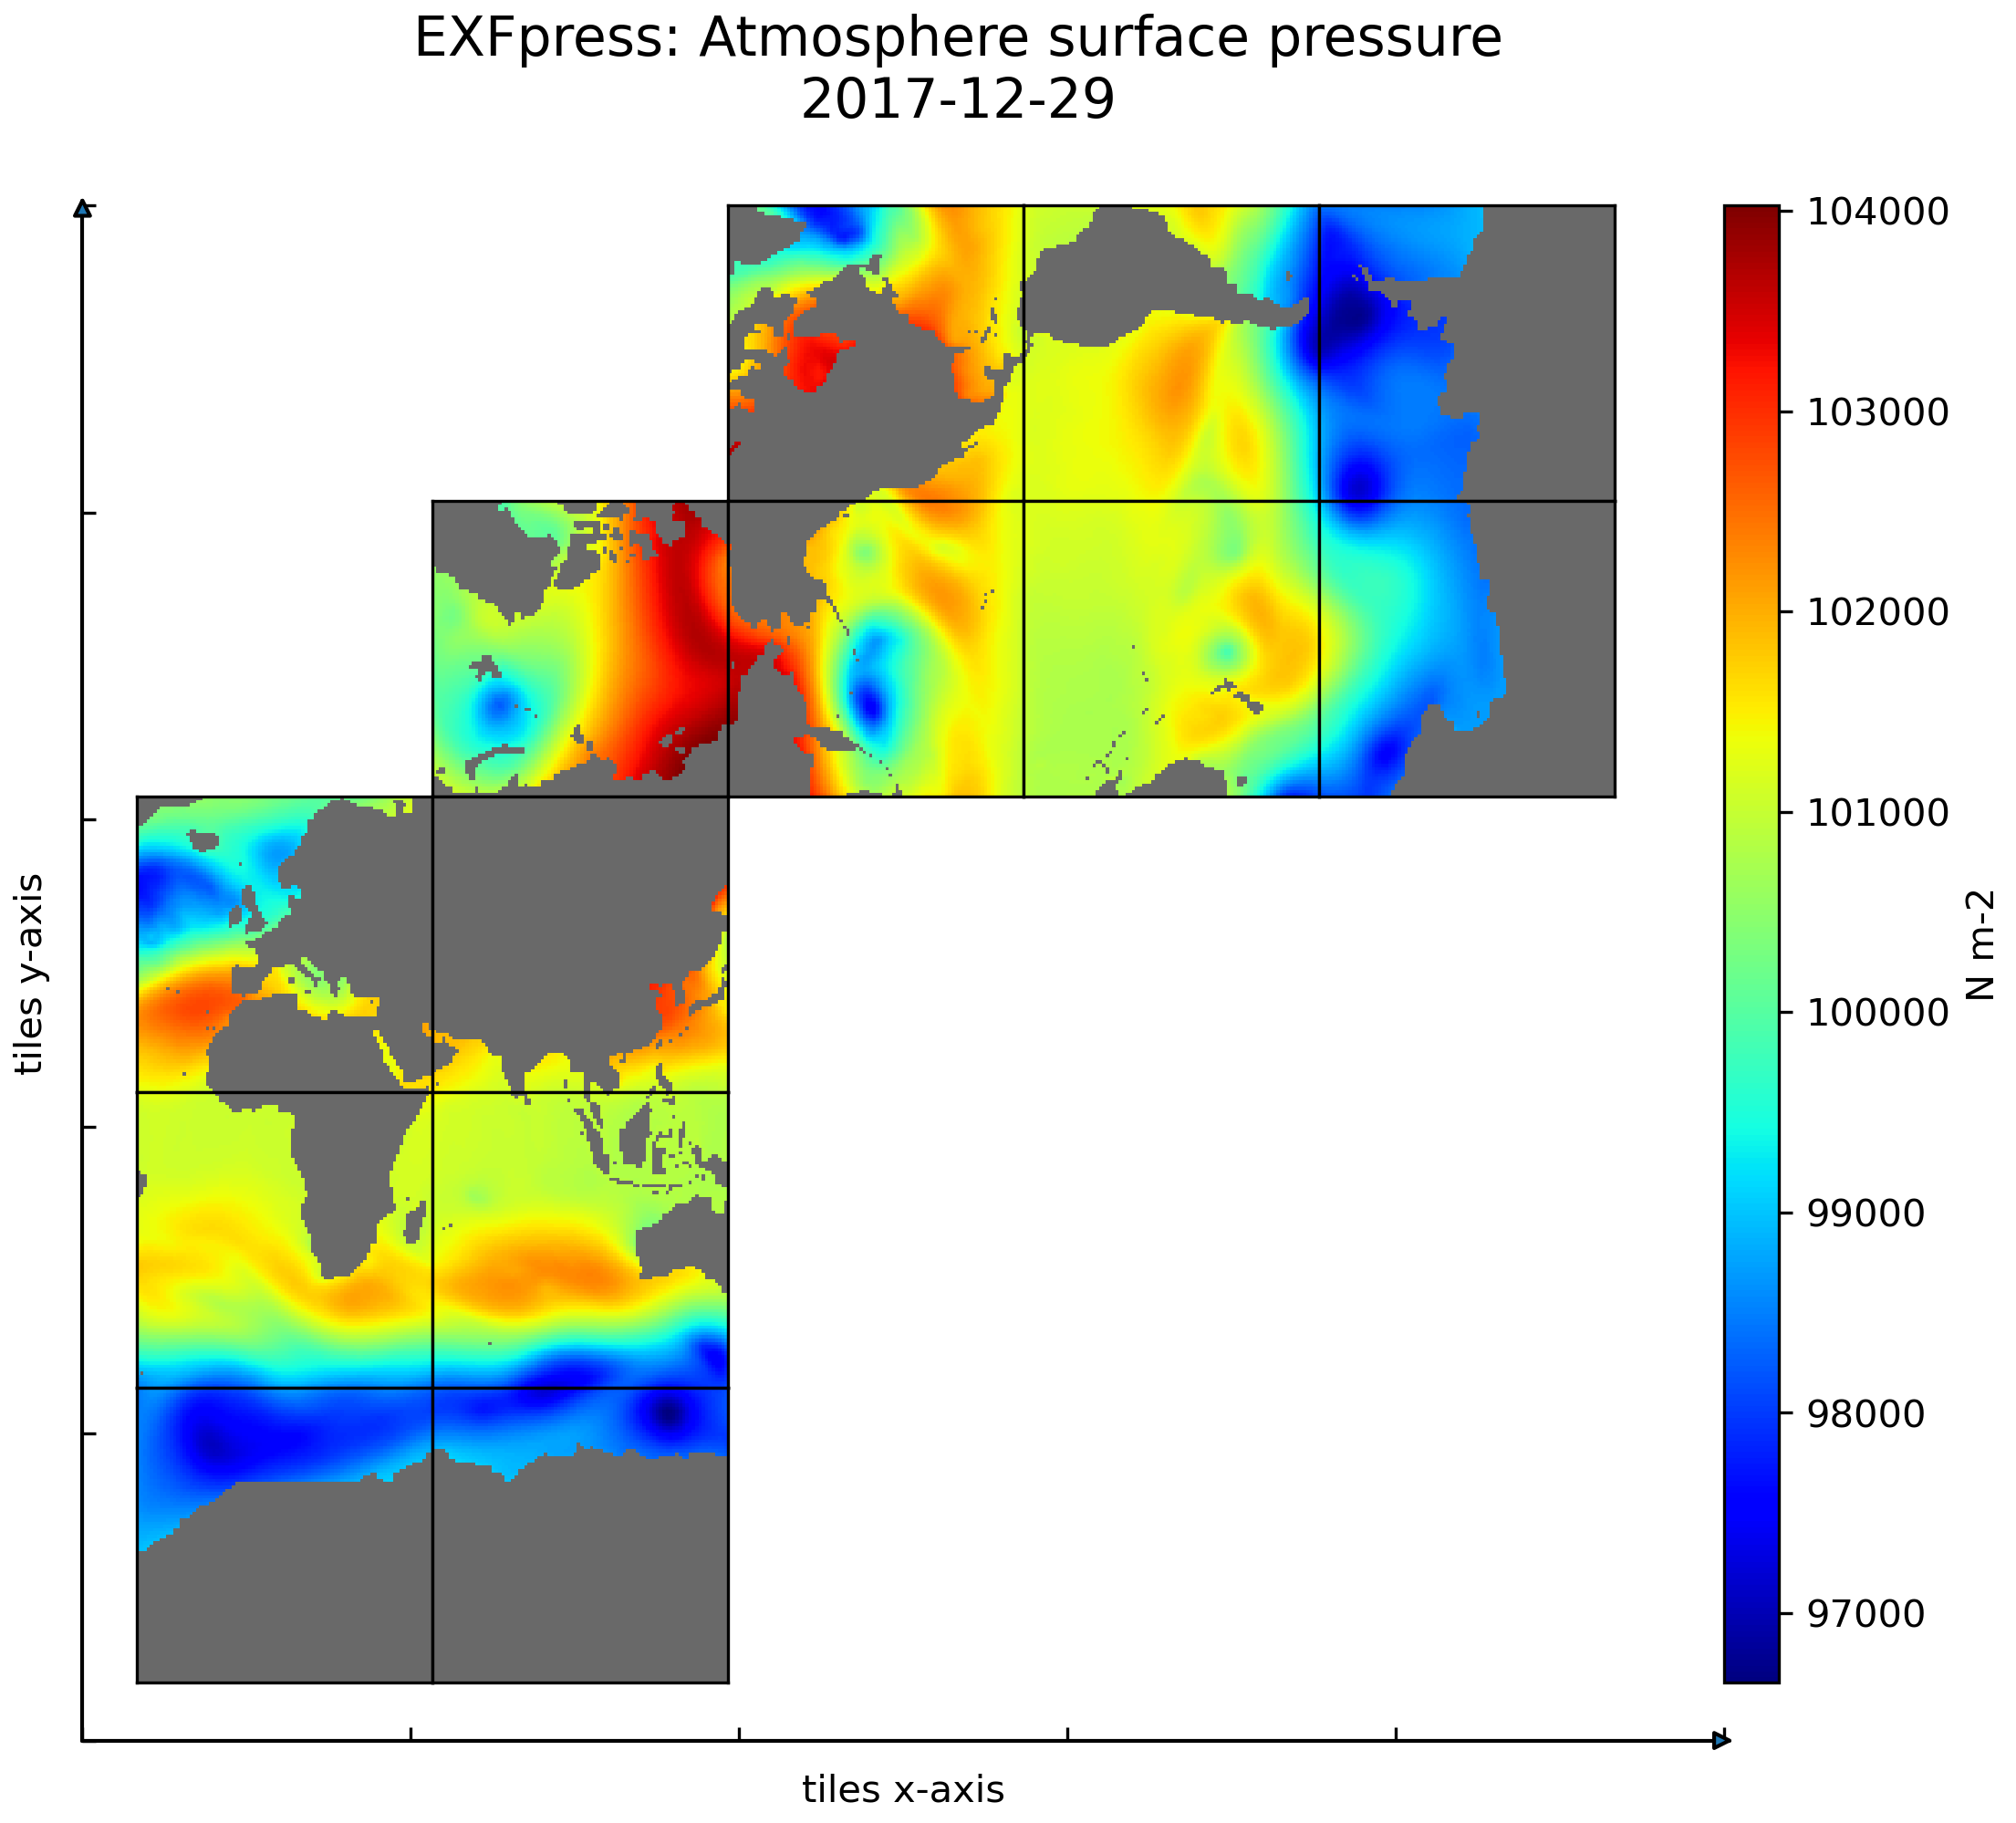 EXFpress: Atmosphere surface pressure
2017-12-29
104000
103000
102000
101000
100000
99000
98000
97000
N m-2
tiles y-axis
tiles x-axis